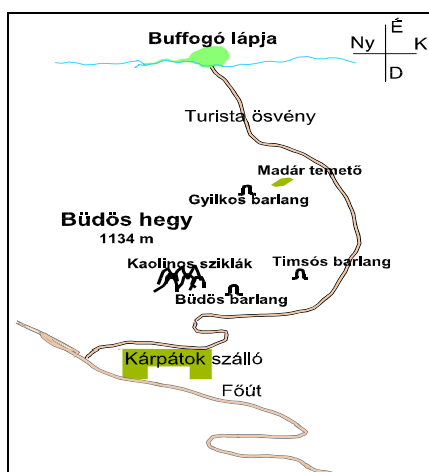 Buffogó lápja
É
Ny K
D
Turista ösvény
Madár temető
Gyilkos barlang
Büdös hegy
1134 m
Kaolinos sziklák
Timsós barlang
Büdös barlang
Kárpátok szálló
Főút